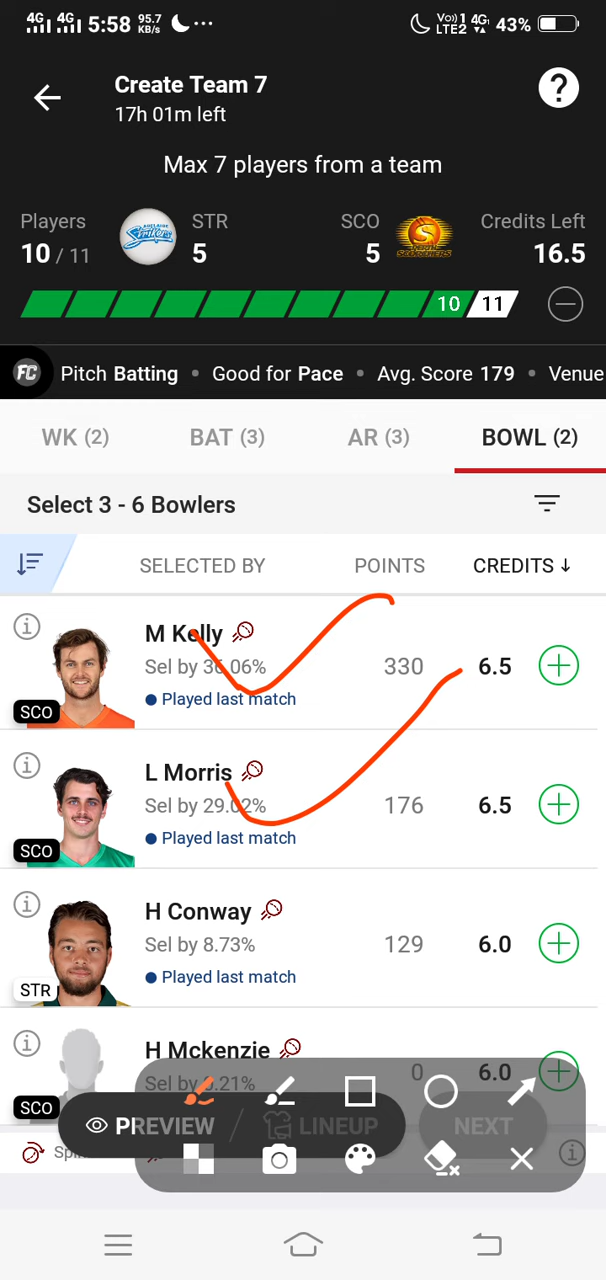 4G 4G 5:58 95.7 KB/s ... Vo) 1 LTE2 4G 43%
Create Team 7
17h 01m left
?
Max 7 players from a team
Players STR SCO Credits Left
10 / 11 5 5 16.5
ADELAIDE Strikers SCORCHERS
10 11
FC Pitch Batting • Good for Pace • Avg. Score 179 • Venue
WK (2) BAT (3) AR (3) BOWL (2)
Select 3 - 6 Bowlers
SELECTED BY POINTS CREDITS ↓
M Kelly
Sel by 36.06% 330 6.5
Played last match
SCO
L Morris
Sel by 29.02% 176 6.5
Played last match
SCO
H Conway
Sel by 8.73% 129 6.0
Played last match
STR
H Mckenzie
Sel by 21% 0 6.0
SCO
PREVIEW / LINEUP NEXT